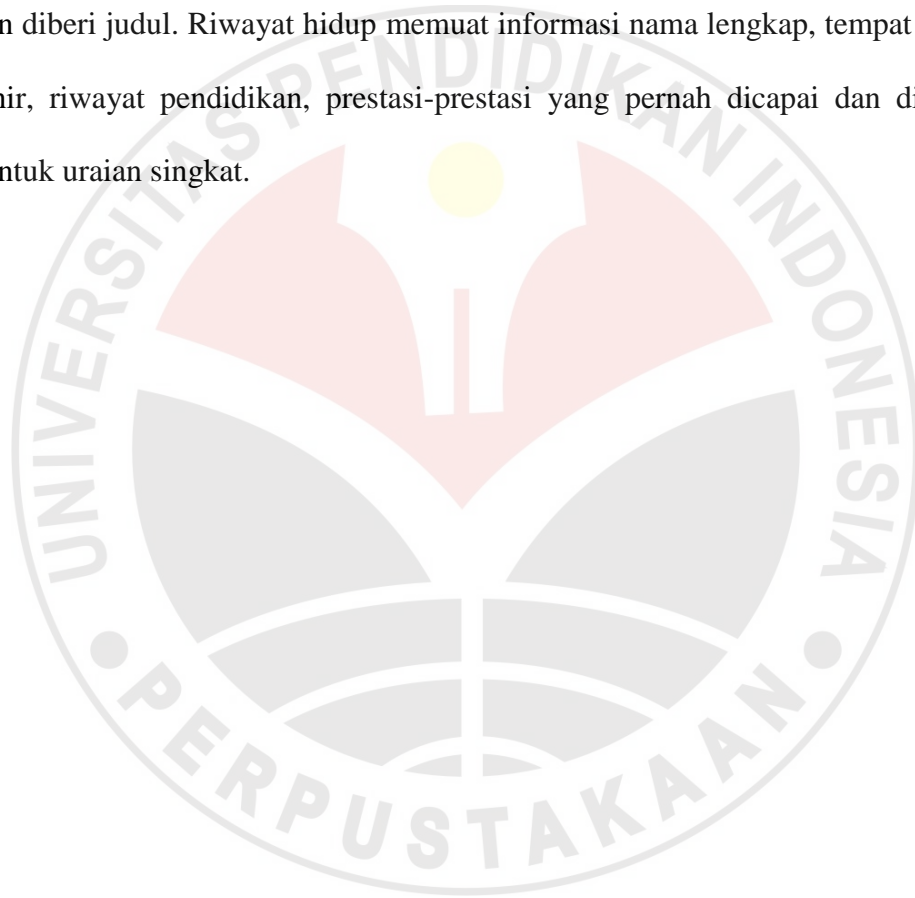 n diberi judul. Riwayat hidup memuat informasi nama lengkap, tempat
nir, riwayat pendidikan, prestasi-prestasi yang pernah dicapai dan di
ntuk uraian singkat.
UNIVERSITAS PENDIDIKAN INDONESIA
PERPUSTAKAAN